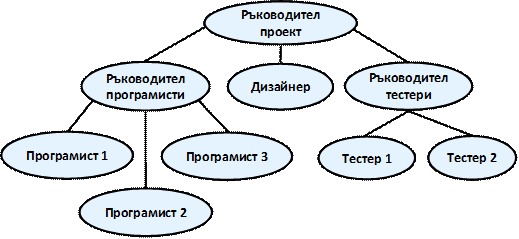 Ръководител
проект
Ръководител
програмисти
Дизайнер
Ръководител
тестери
Програмист 1
Програмист 3
Тестер 1
Тестер 2
Програмист 2